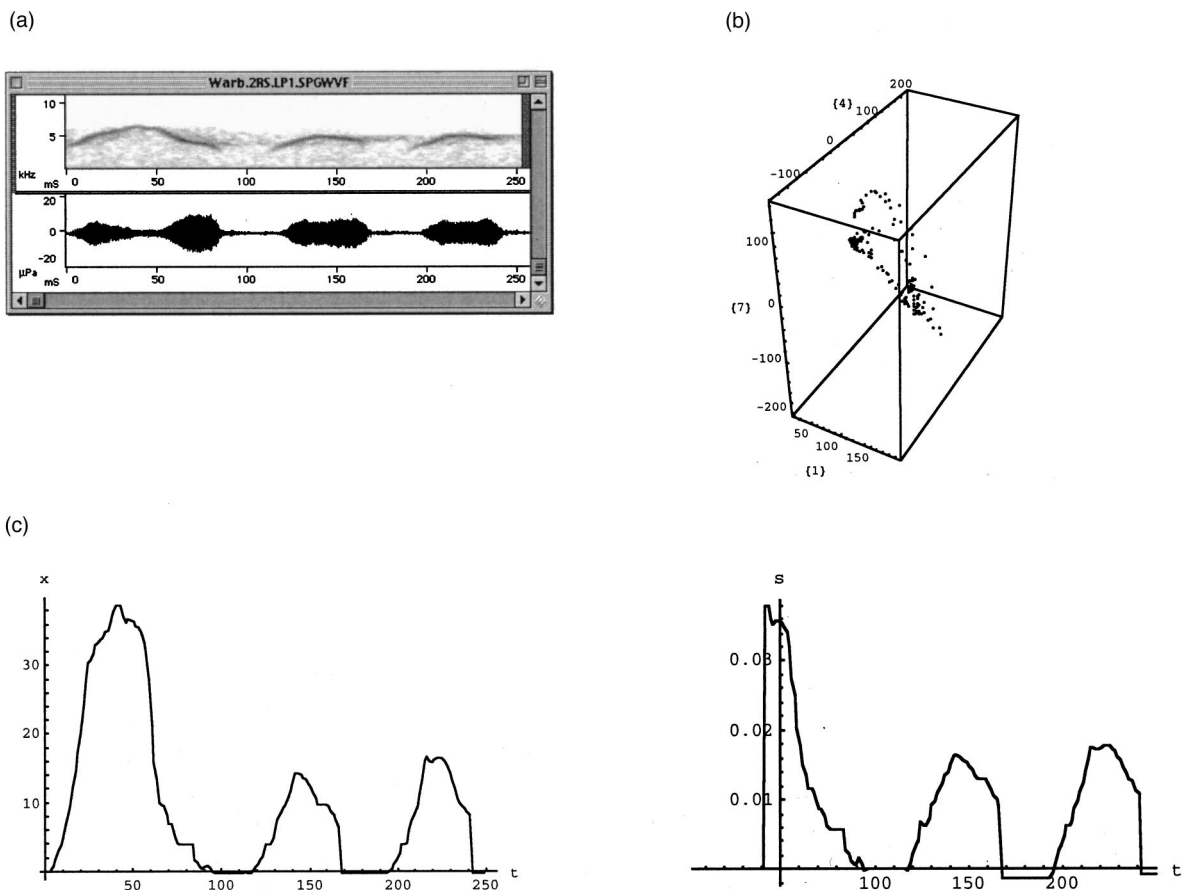 (a)
(b)
Warb.2RS.LP1.SPGWVF
10
5
kHz
mS
0 50 100 150 200 250
20
0
-20
µPa
mS
0 50 100 150 200 250
200
{4} 100
0
-100
100
{7} 0
-100
-200
50
100
150
{1}
(c)
x
30
20
10
50 100 150 200 250 t
s
0.03
0.02
0.01
100 150 200 t